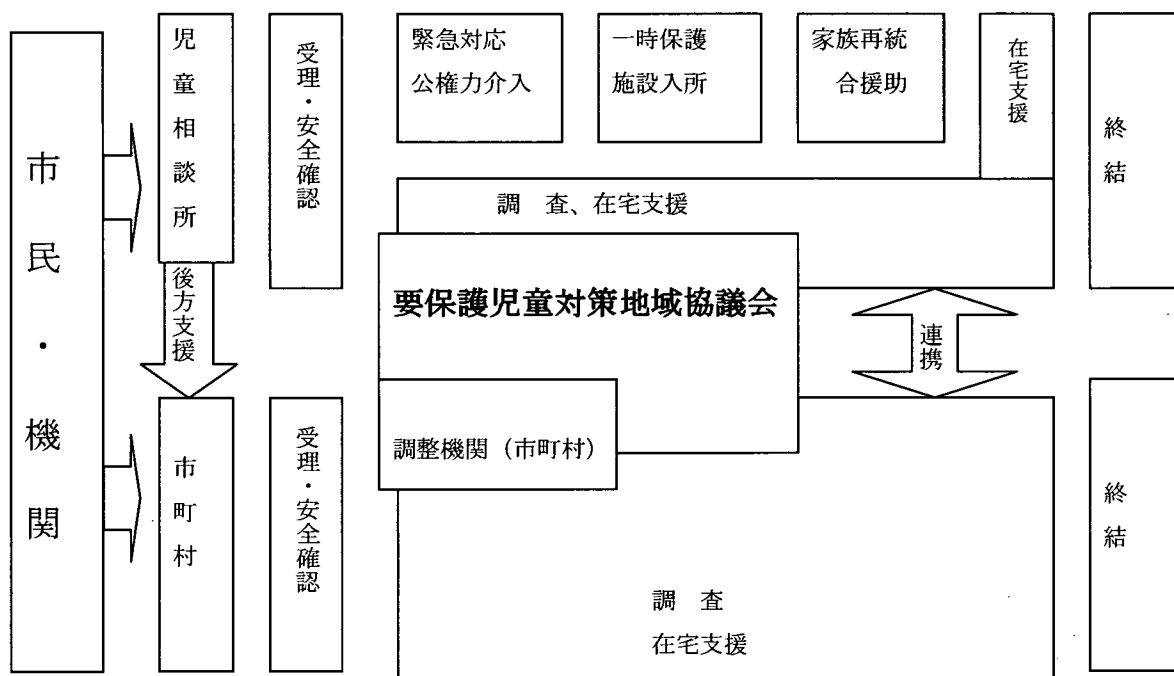 市民・機関
児童相談所
後方支援
市町村
受理・安全確認
受理・安全確認
緊急対応
公権力介入
一時保護
施設入所
家族再統
合援助
在宅支援
調 査、在宅支援
要保護児童対策地域協議会
調整機関（市町村）
連携
調 査
在宅支援
終結
終結